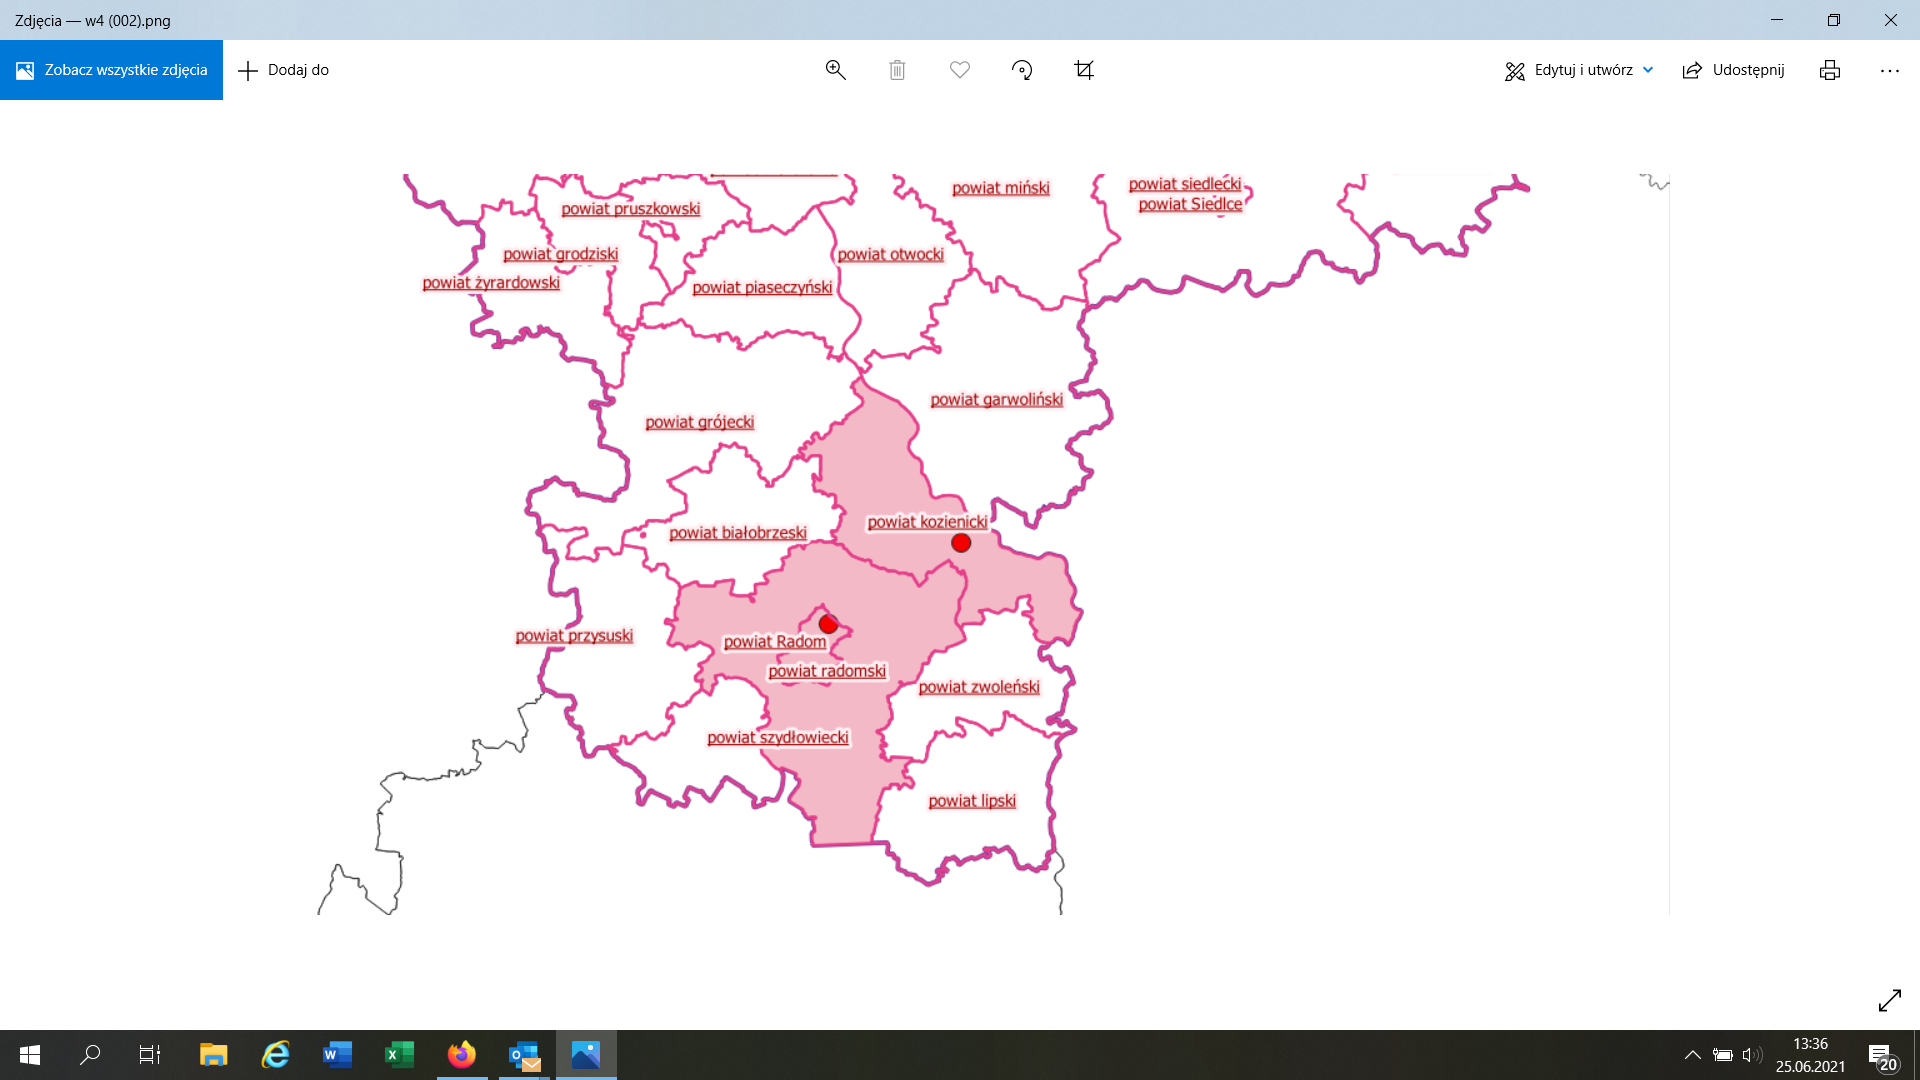 Zdjęcia — w4 (002).png
Zobacz wszystkie zdjęcia
Dodaj do
Edytuj i utwórz
Udostępnij
powiat miński
powiat siedlecki
powiat Siedlce
powiat pruszkowski
powiat grodziski
powiat otwocki
powiat żyrardowski
powiat piaseczyński
powiat garwoliński
powiat grójecki
powiat kozienicki
powiat białobrzeski
powiat przysuski
powiat Radom
powiat radomski
powiat zwoleński
powiat szydłowiecki
powiat lipski
13:36
25.06.2021
20